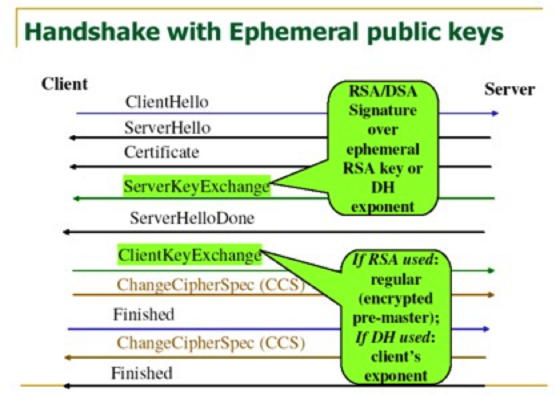 Handshake with Ephemeral public keys
Client
Server
ClientHello
ServerHello
Certificate
ServerKeyExchange
RSA/DSA
Signature
over
ephemeral
RSA key or
DH
exponent
ServerHelloDone
ClientKeyExchange
ChangeCipherSpec (CCS)
Finished
ChangeCipherSpec (CCS)
Finished
If RSA used:
regular
(encrypted
pre-master);
If DH used:
client's
exponent